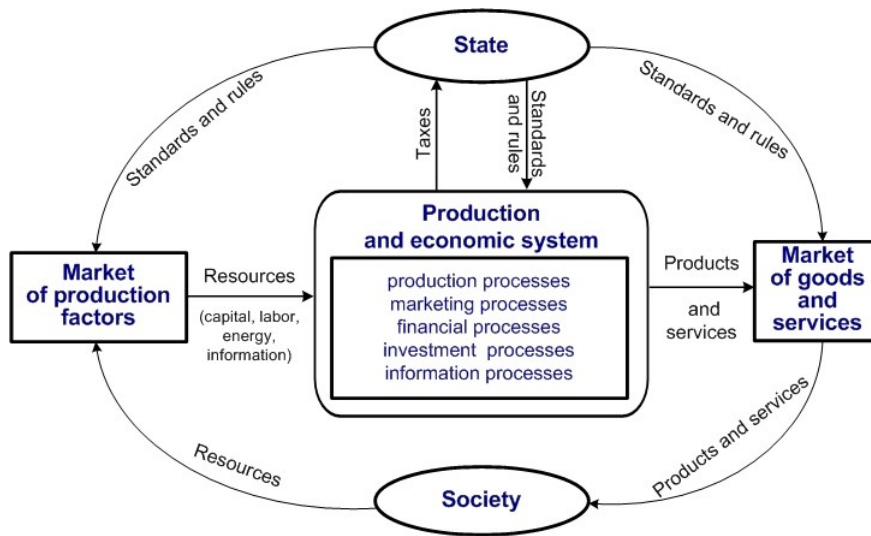 State
Standards and rules
Standards and rules
Taxes
Standards
and rules
Production
and economic system
production processes
marketing processes
financial processes
investment processes
information processes
Market
of production
factors
Resources
(capital, labor,
energy,
information)
Products
and
services
Market
of goods
and
services
Resources
Products and services
Society